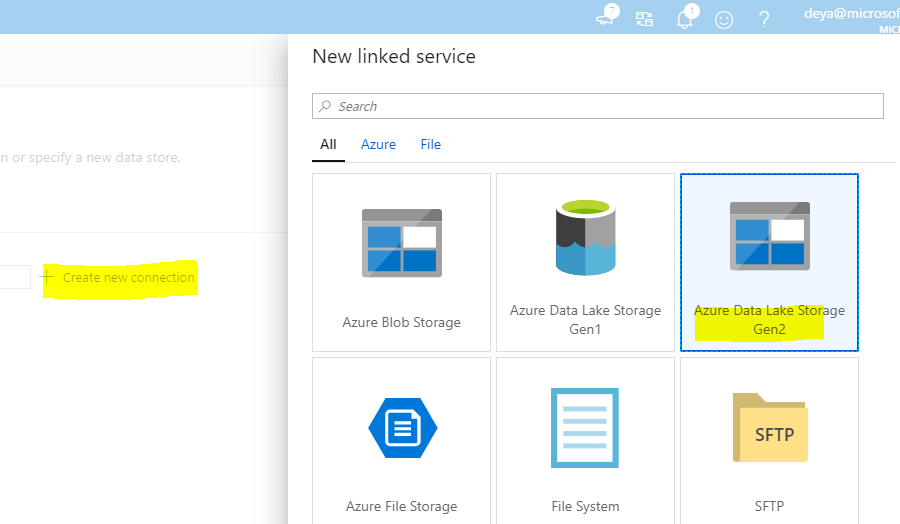 7
1
?
deya@microsof
MICR
New linked service
Search
All
Azure
File
n or specify a new data store.
+ Create new connection
Azure Blob Storage
Azure Data Lake Storage
Gen1
Azure Data Lake Storage
Gen2
SFTP
Azure File Storage
File System
SFTP